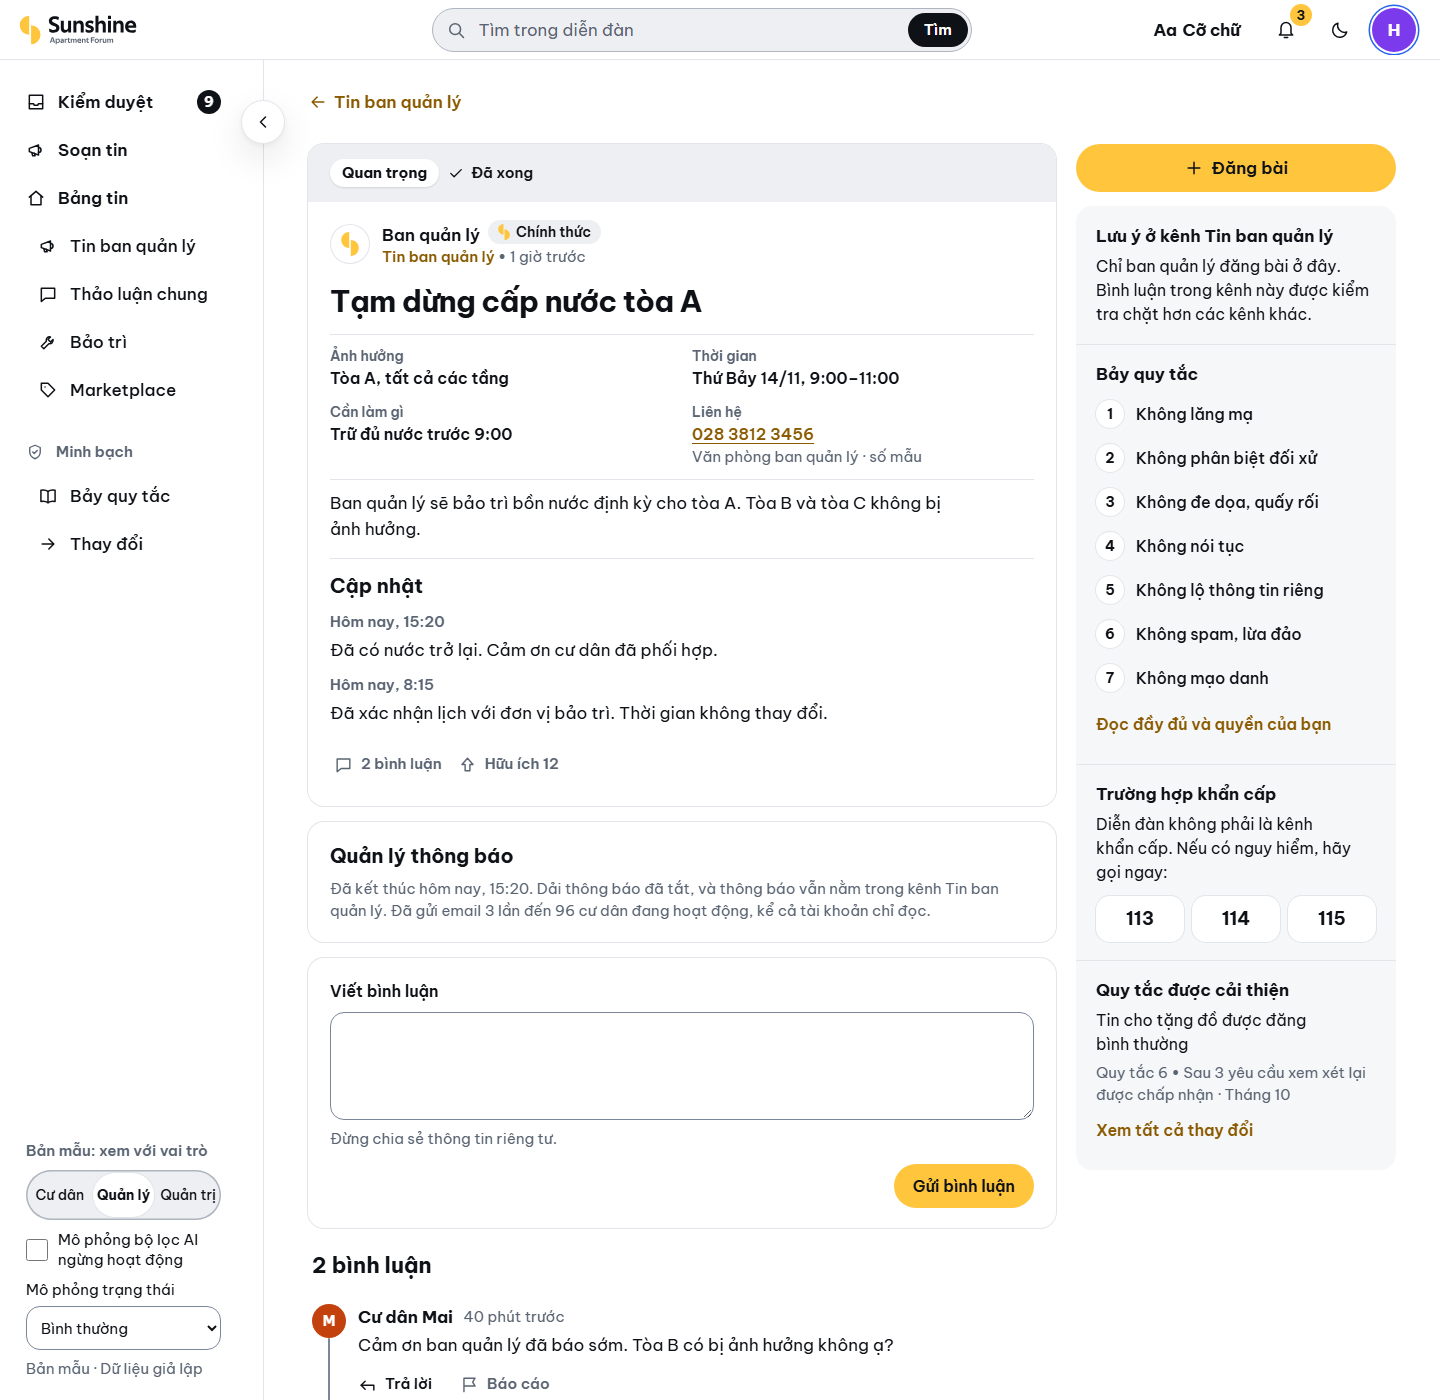 Sunshine
Apartment Forum
Tìm trong diễn đàn
Tìm
Aa Cỡ chữ
3
H
Kiểm duyệt
9
Soạn tin
Bảng tin
Tin ban quản lý
Thảo luận chung
Bảo trì
Marketplace
Minh bạch
Bảy quy tắc
Thay đổi
Bản mẫu: xem với vai trò
Cư dân
Quản lý
Quản trị
Mô phỏng bộ lọc AI
ngừng hoạt động
Mô phỏng trạng thái
Bình thường
Bản mẫu · Dữ liệu giả lập
Tin ban quản lý
Quan trọng
Đã xong
Ban quản lý
Chính thức
Tin ban quản lý • 1 giờ trước
Tạm dừng cấp nước tòa A
Ảnh hưởng
Tòa A, tất cả các tầng
Thời gian
Thứ Bảy 14/11, 9:00–11:00
Cần làm gì
Trữ đủ nước trước 9:00
Liên hệ
028 3812 3456
Văn phòng ban quản lý · số mẫu
Ban quản lý sẽ bảo trì bồn nước định kỳ cho tòa A. Tòa B và tòa C không bị
ảnh hưởng.
Cập nhật
Hôm nay, 15:20
Đã có nước trở lại. Cảm ơn cư dân đã phối hợp.
Hôm nay, 8:15
Đã xác nhận lịch với đơn vị bảo trì. Thời gian không thay đổi.
2 bình luận
Hữu ích 12
Quản lý thông báo
Đã kết thúc hôm nay, 15:20. Dải thông báo đã tắt, và thông báo vẫn nằm trong kênh Tin ban
quản lý. Đã gửi email 3 lần đến 96 cư dân đang hoạt động, kể cả tài khoản chỉ đọc.
Viết bình luận
Đừng chia sẻ thông tin riêng tư.
Gửi bình luận
2 bình luận
M
Cư dân Mai
40 phút trước
Cảm ơn ban quản lý đã báo sớm. Tòa B có bị ảnh hưởng không ạ?
Trả lời
Báo cáo
Đăng bài
Lưu ý ở kênh Tin ban quản lý
Chỉ ban quản lý đăng bài ở đây.
Bình luận trong kênh này được kiểm
tra chặt hơn các kênh khác.
Bảy quy tắc
1 Không lăng mạ
2 Không phân biệt đối xử
3 Không đe dọa, quấy rối
4 Không nói tục
5 Không lộ thông tin riêng
6 Không spam, lừa đảo
7 Không mạo danh
Đọc đầy đủ và quyền của bạn
Trường hợp khẩn cấp
Diễn đàn không phải là kênh
khẩn cấp. Nếu có nguy hiểm, hãy
gọi ngay:
113
114
115
Quy tắc được cải thiện
Tin cho tặng đồ được đăng
bình thường
Quy tắc 6 • Sau 3 yêu cầu xem xét lại
được chấp nhận · Tháng 10
Xem tất cả thay đổi